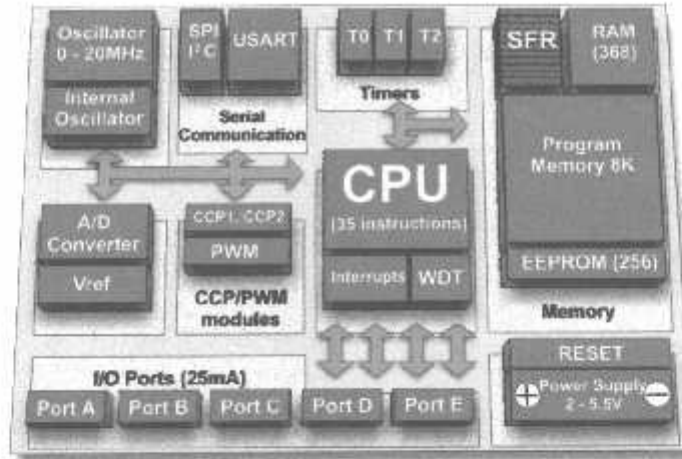 Oscillator
0 - 20MHz
Internal
Oscillator
SPI
I²C
USART
Serial
Communication
T0 T1 T2
Timers
SFR
RAM
(368)
Program
Memory 8K
EEPROM (256)
Memory
CPU
(35 instructions)
Interrupts
WDT
A/D
Converter
Vref
CCP1, CCP2
PWM
CCP/PWM
modules
I/O Ports (25mA)
Port A Port B Port C Port D Port E
RESET
Power Supply
2 - 5.5V